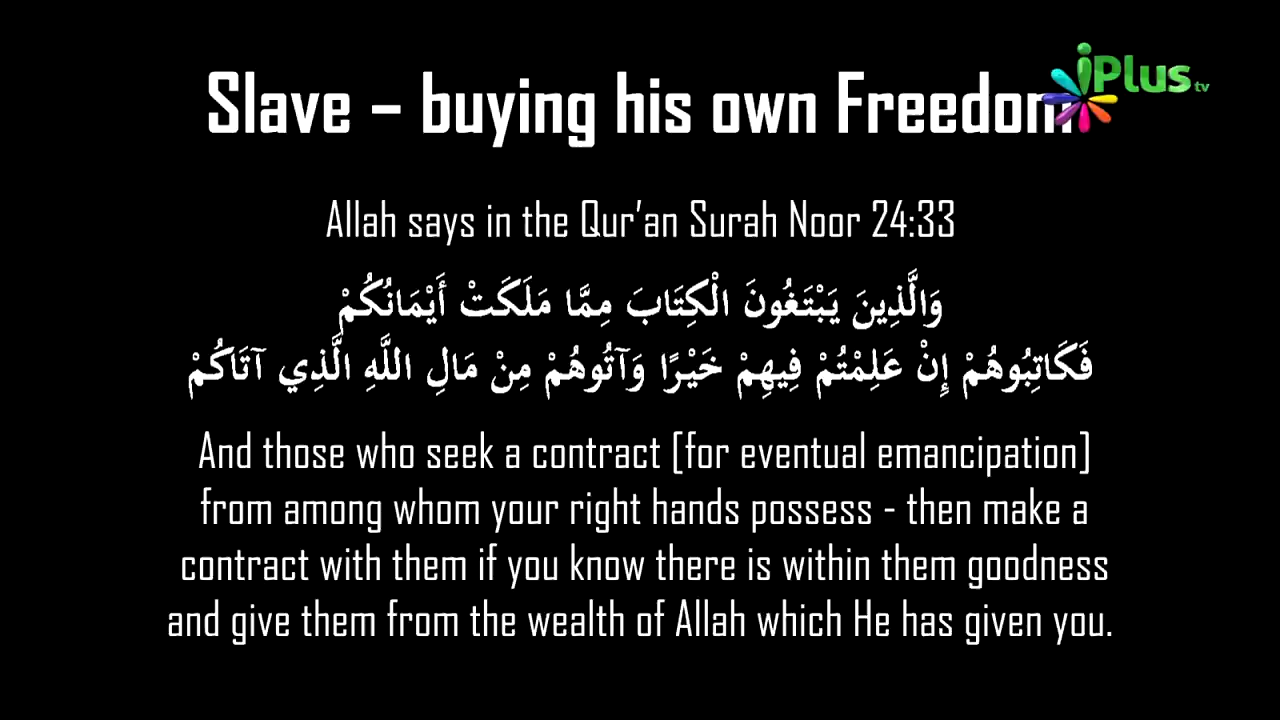 Slave – buying his own Freedom
iPlus tv
Allah says in the Qur’an Surah Noor 24:33
وَالَّذِينَ يَبْتَغُونَ الْكِتَابَ مِمَّا مَلَكَتْ أَيْمَانُكُمْ
فَكَاتِبُوهُمْ إِنْ عَلِمْتُمْ فِيهِمْ خَيْرًا وَآتُوهُمْ مِنْ مَالِ اللَّهِ الَّذِي آتَاكُمْ
And those who seek a contract [for eventual emancipation]
from among whom your right hands possess - then make a
contract with them if you know there is within them goodness
and give them from the wealth of Allah which He has given you.